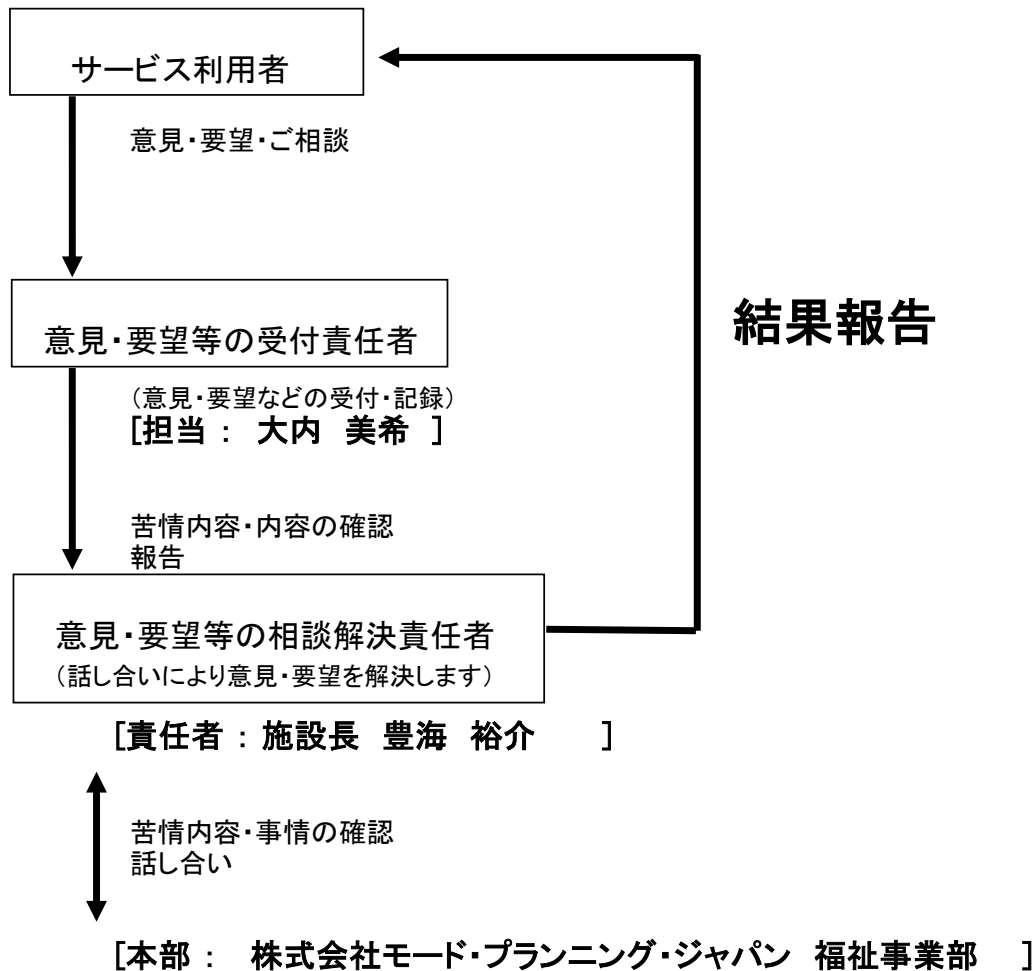 サービス利用者
意見・要望・ご相談
意見・要望等の受付責任者
(意見・要望などの受付・記録)
[担当： 大内 美希 ]
結果報告
苦情内容・内容の確認
報告
意見・要望等の相談解決責任者
(話し合いにより意見・要望を解決します)
[責任者：施設長 豊海 裕介 ]
苦情内容・事情の確認
話し合い
[本部： 株式会社モード・プランニング・ジャパン 福祉事業部 ]